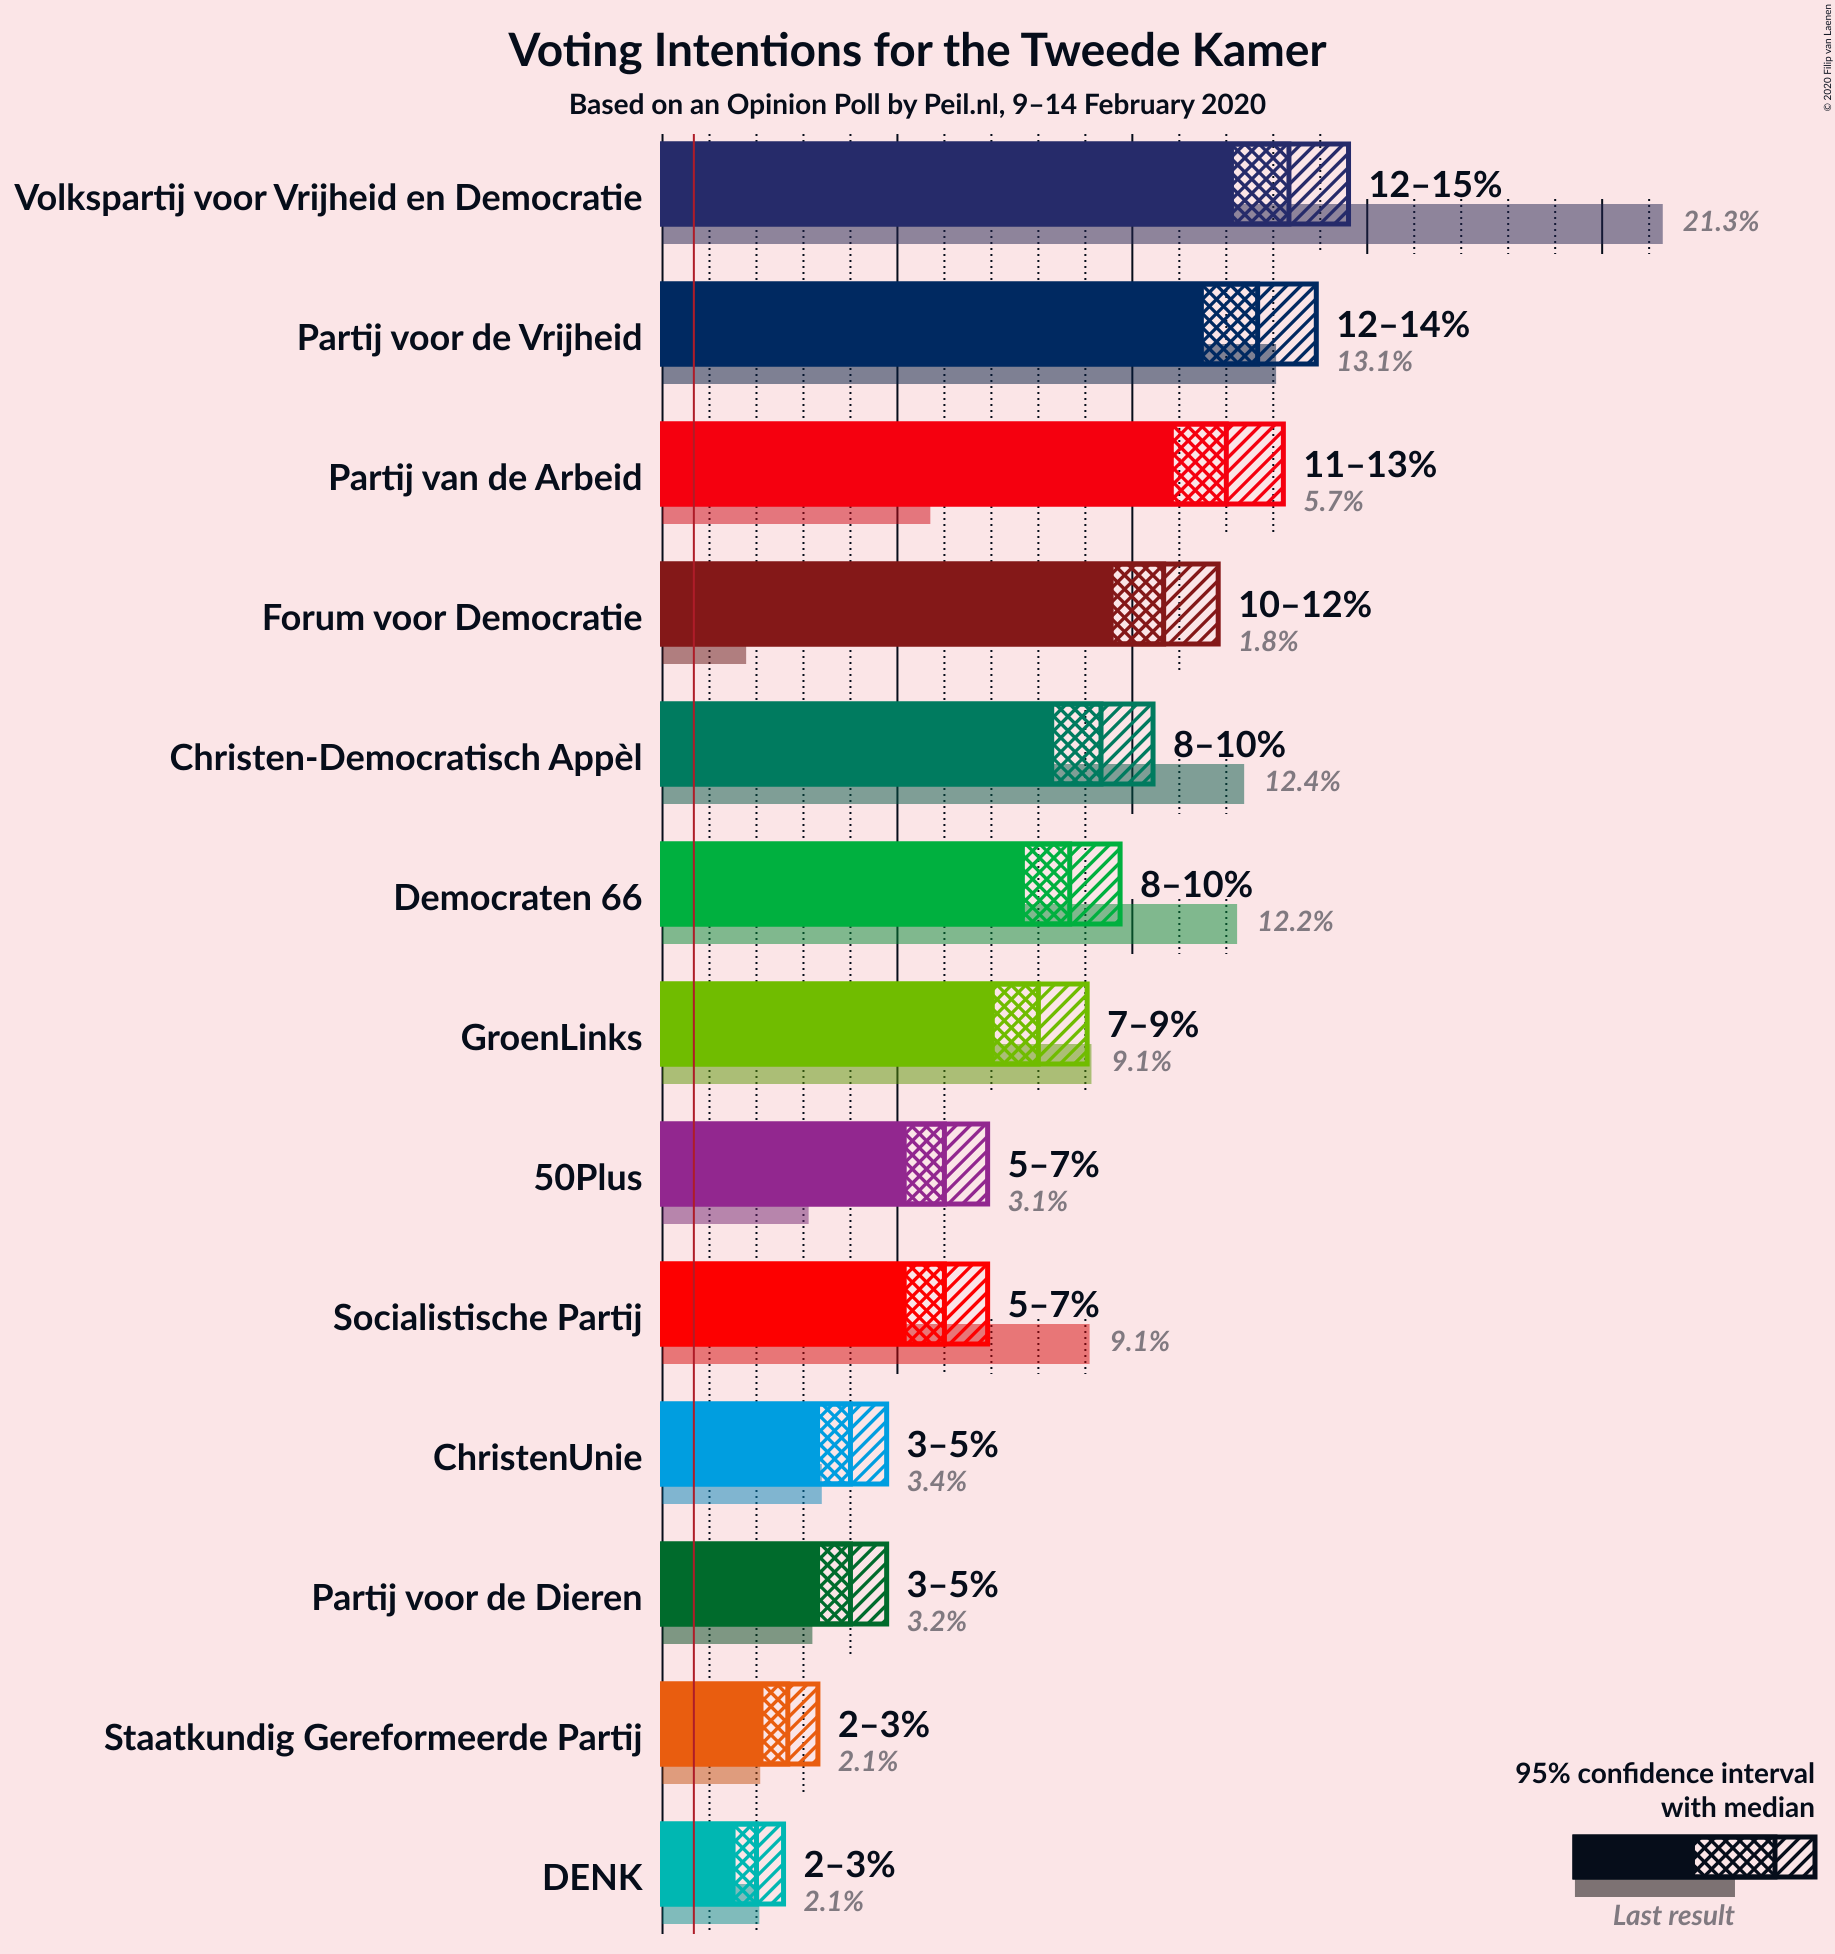 Voting Intentions for the Tweede Kamer
Based on an Opinion Poll by Peil.nl, 9–14 February 2020
© 2020 Filip van Laenen
Volkspartij voor Vrijheid en Democratie
12–15%
21.3%
Partij voor de Vrijheid
12–14%
13.1%
Partij van de Arbeid
11–13%
5.7%
Forum voor Democratie
10–12%
1.8%
Christen-Democratisch Appèl
8–10%
12.4%
Democraten 66
8–10%
12.2%
GroenLinks
7–9%
9.1%
50Plus
5–7%
3.1%
Socialistische Partij
5–7%
9.1%
ChristenUnie
3–5%
3.4%
Partij voor de Dieren
3–5%
3.2%
Staatkundig Gereformeerde Partij
2–3%
2.1%
DENK
2–3%
2.1%
95% confidence interval
with median
Last result